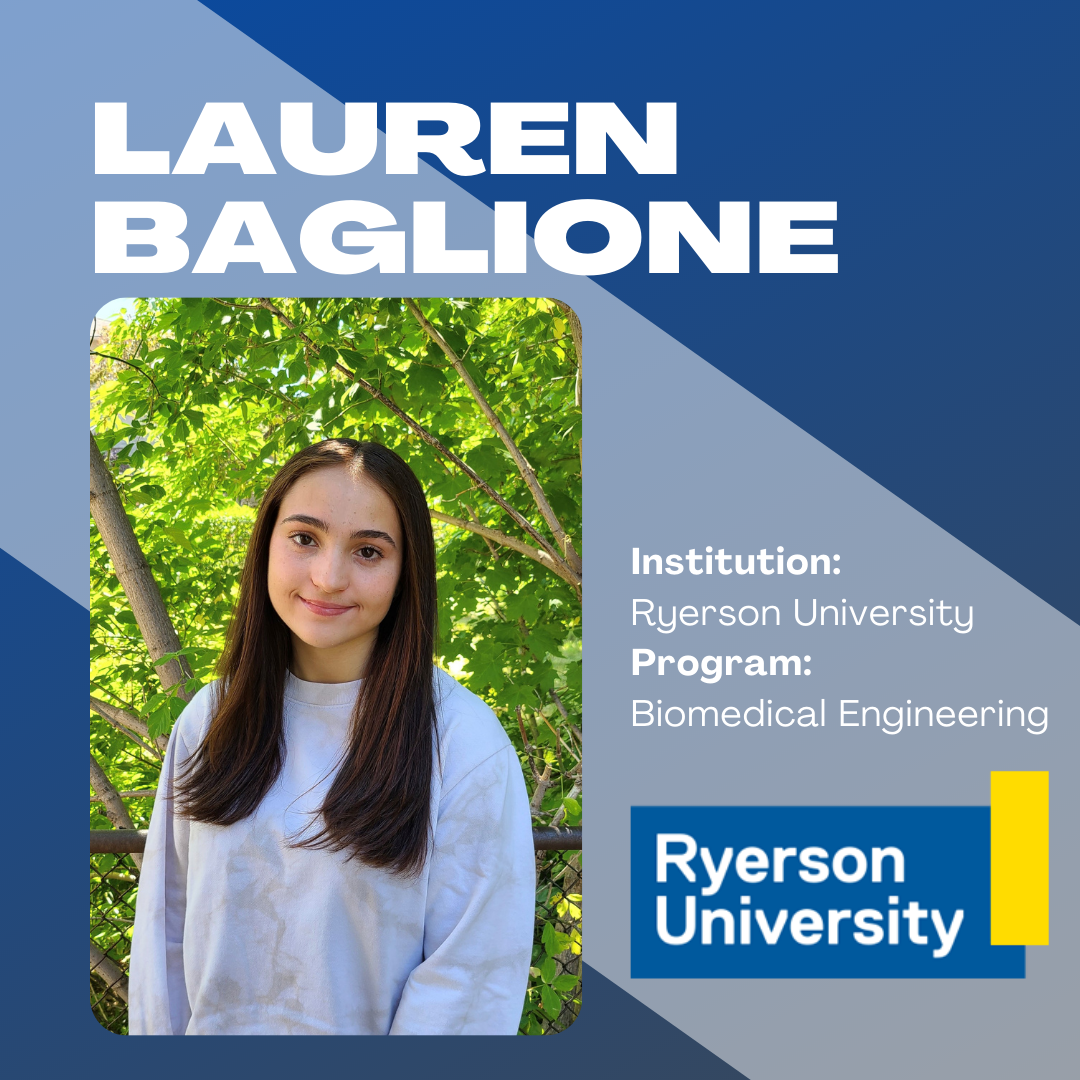 LAUREN
BAGLIONE
Institution:
Ryerson University
Program:
Biomedical Engineering
Ryerson
University